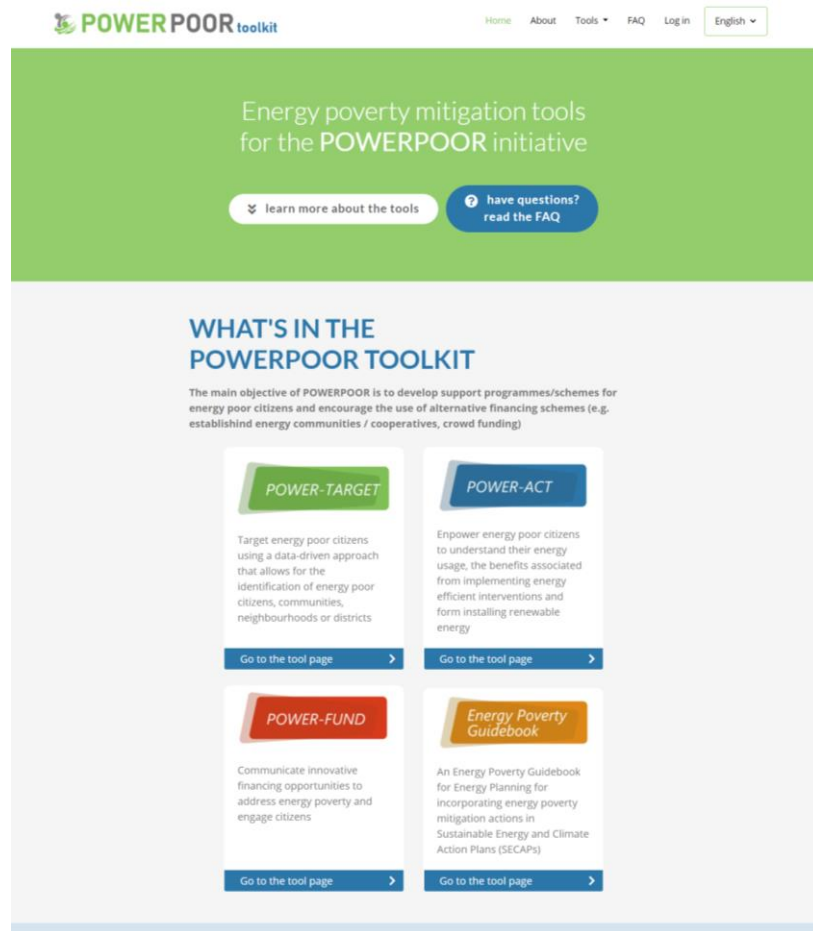 POWERPOOR toolkit
Home About Tools FAQ Log in English
Energy poverty mitigation tools
for the POWERPOOR initiative
learn more about the tools
have questions?
read the FAQ
WHAT'S IN THE
POWERPOOR TOOLKIT
The main objective of POWERPOOR is to develop support programmes/schemes for
energy poor citizens and encourage the use of alternative financing schemes (e.g.
establishind energy communities / cooperatives, crowd funding)
POWER-TARGET
Target energy poor citizens
using a data-driven approach
that allows for the
identification of energy poor
citizens, communities,
neighbourhoods or districts
Go to the tool page
POWER-ACT
Enpower energy poor citizens
to understand their energy
usage, the benefits associated
from implementing energy
efficient interventions and
form installing renewable
energy
Go to the tool page
POWER-FUND
Communicate innovative
financing opportunities to
address energy poverty and
engage citizens
Go to the tool page
Energy Poverty
Guidebook
An Energy Poverty Guidebook
for Energy Planning for
incorporating energy poverty
mitigation actions in
Sustainable Energy and Climate
Action Plans (SECAPs)
Go to the tool page